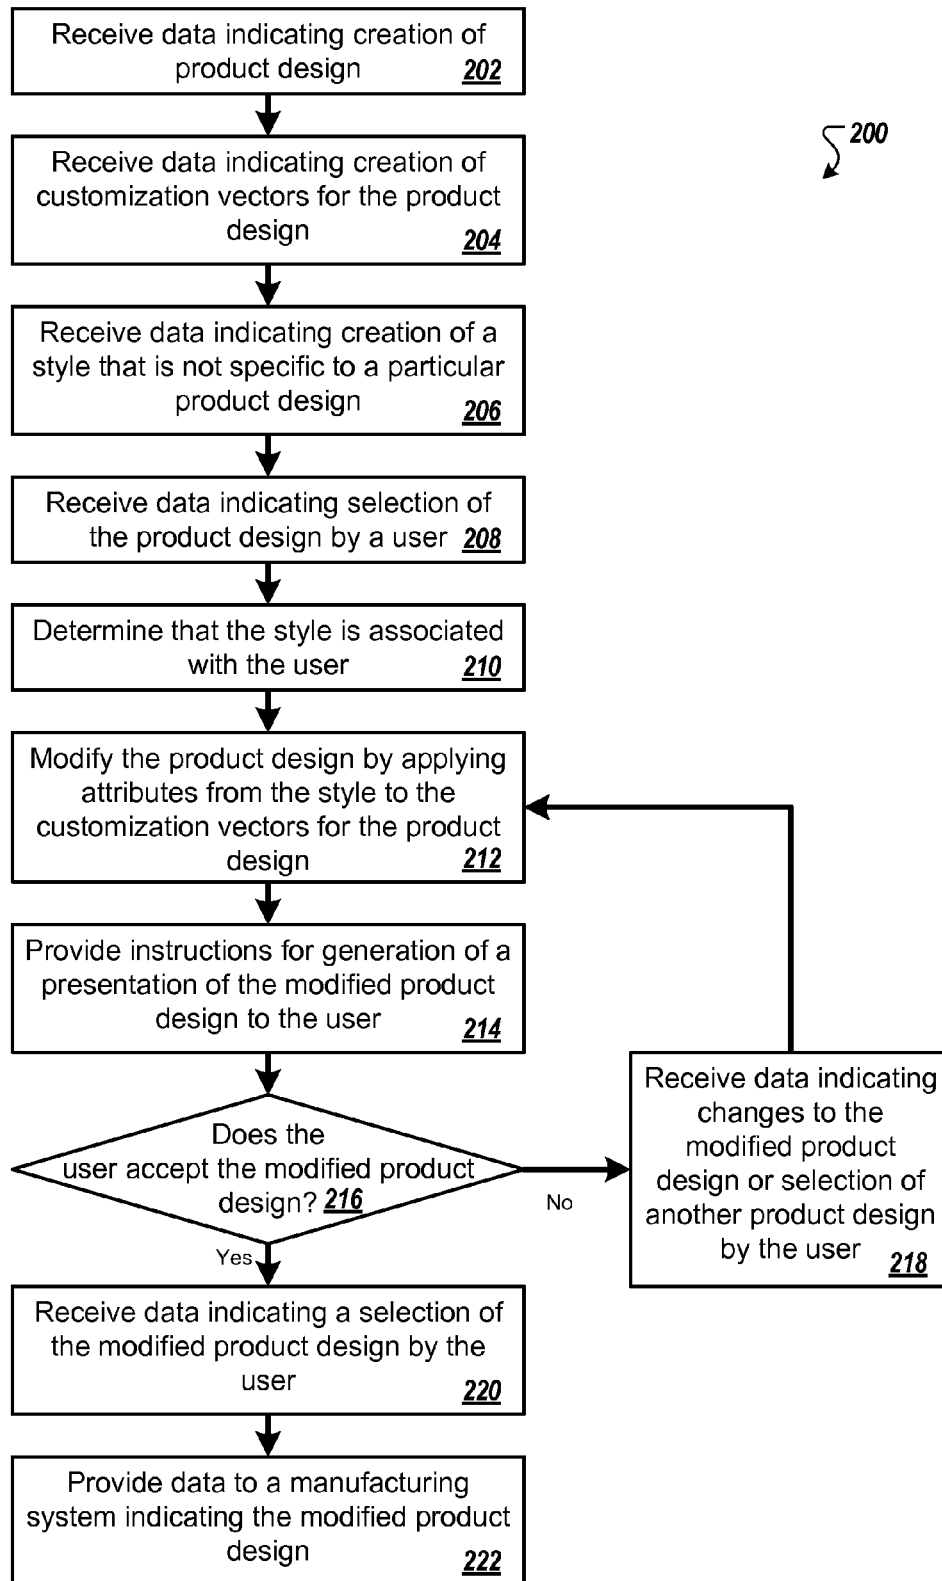 Receive data indicating creation of
product design
202
200
Receive data indicating creation of
customization vectors for the product
design
204
Receive data indicating creation of a
style that is not specific to a particular
product design
206
Receive data indicating selection of
the product design by a user 208
Determine that the style is associated
with the user
210
Modify the product design by applying
attributes from the style to the
customization vectors for the product
design
212
Provide instructions for generation of a
presentation of the modified product
design to the user
214
Does the
user accept the modified product
design? 216
No
Yes
Receive data indicating
changes to the
modified product
design or selection of
another product design
by the user
218
Receive data indicating a selection of
the modified product design by the
user
220
Provide data to a manufacturing
system indicating the modified product
design
222